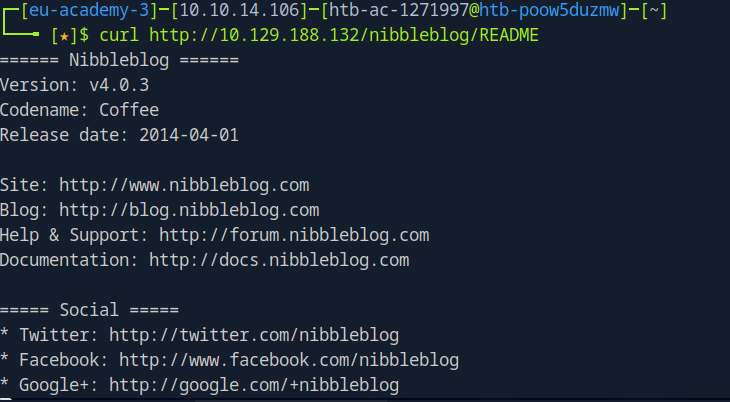 [eu-academy-3]─[10.10.14.106]─[htb-ac-1271997@htb-poow5duzmw]─[~]
[★]$ curl http://10.129.188.132/nibbleblog/README
====== Nibbleblog ======
Version: v4.0.3
Codename: Coffee
Release date: 2014-04-01

Site: http://www.nibbleblog.com
Blog: http://blog.nibbleblog.com
Help & Support: http://forum.nibbleblog.com
Documentation: http://docs.nibbleblog.com

===== Social =====
* Twitter: http://twitter.com/nibbleblog
* Facebook: http://www.facebook.com/nibbleblog
* Google+: http://google.com/+nibbleblog